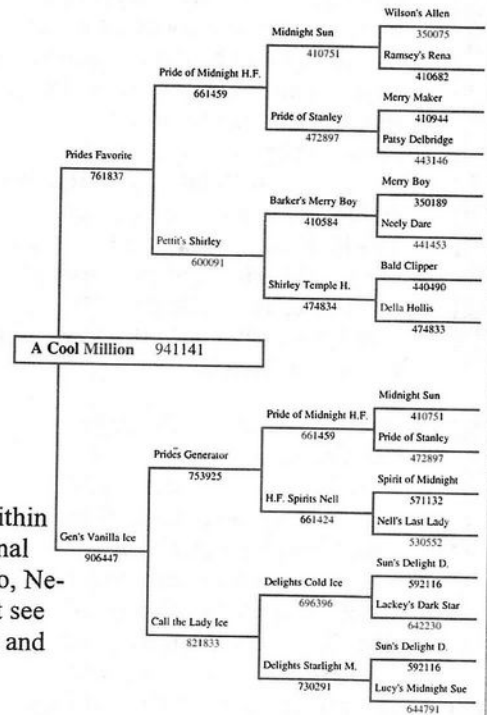 Wilson's Allen
350075
Midnight Sun
410751
Ramsey's Rena
410682
Pride of Midnight H.F.
661459
Merry Maker
410944
Pride of Stanley
472897
Patsy Delbridge
443146
Prides Favorite
761837
Merry Boy
350189
Barker's Merry Boy
410584
Neely Dare
441453
Pettit's Shirley
600091
Bald Clipper
440490
Shirley Temple H.
474834
Della Hollis
474833
A Cool Million 941141
Midnight Sun
410751
Pride of Midnight H.F.
661459
Pride of Stanley
472897
Prides Generator
753925
Spirit of Midnight
571132
H.F. Spirits Nell
661424
Nell's Last Lady
530552
Gen's Vanilla Ice
906447
Sun's Delight D.
592116
Delights Cold Ice
696396
Lackey's Dark Star
642230
Call the Lady Ice
821833
Sun's Delight D.
592116
Delights Starlight M.
730291
Lucy's Midnight Sue
644791
ithin
nal
o, Ne-
t see
and